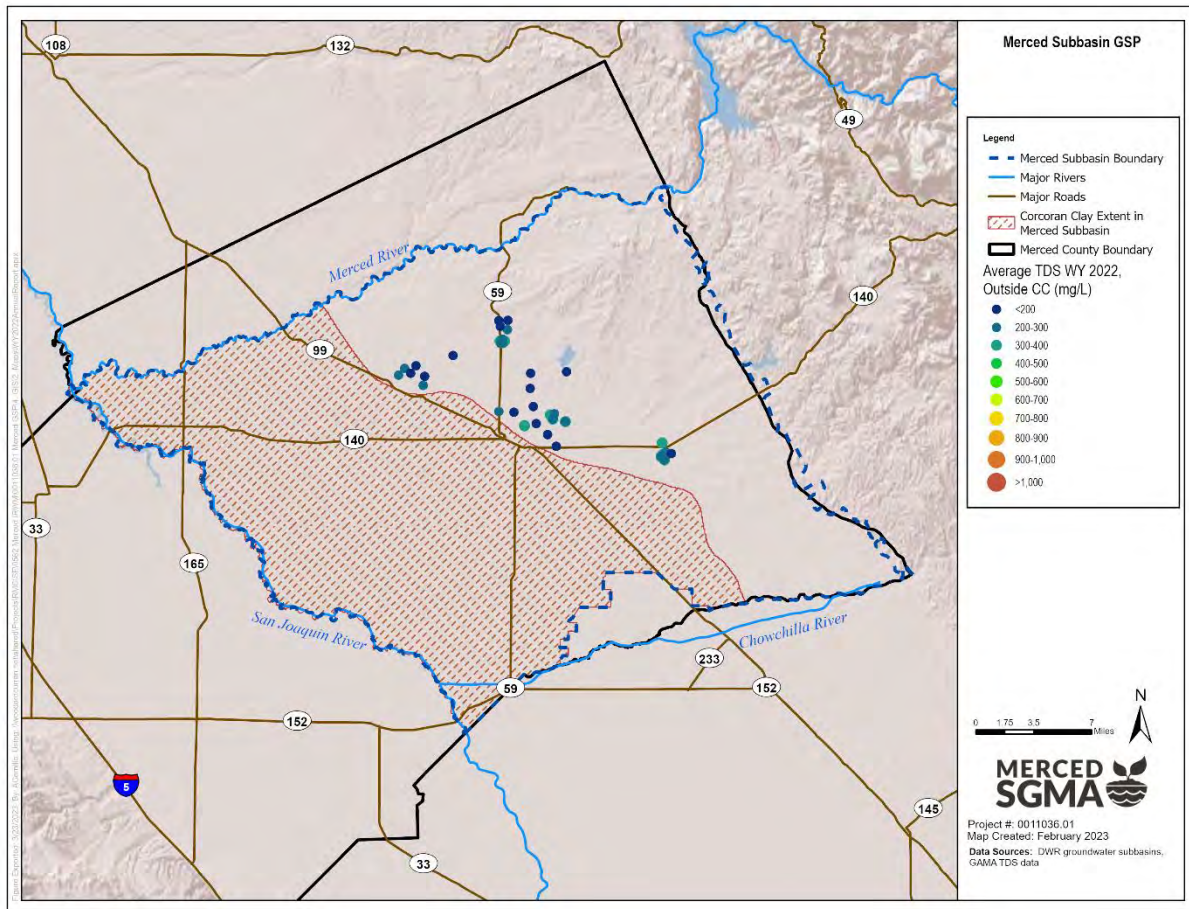 Merced Subbasin GSP
Legend
Merced Subbasin Boundary
Major Rivers
Major Roads
Corcoran Clay Extent in
Merced Subbasin
Merced County Boundary
Average TDS WY 2022,
Outside CC (mg/L)
<200
200-300
300-400
400-500
500-600
600-700
700-800
800-900
900-1,000
>1,000
108
132
49
Merced River
59
140
99
140
33
165
San Joaquin River
Chowchilla River
233
59
152
152
5
145
33
N
0 1.75 3.5 7
Miles
MERCED
SGMA
Project #: 0011036.01
Map Created: February 2023
Data Sources: DWR groundwater subbasins,
GAMA TDS data